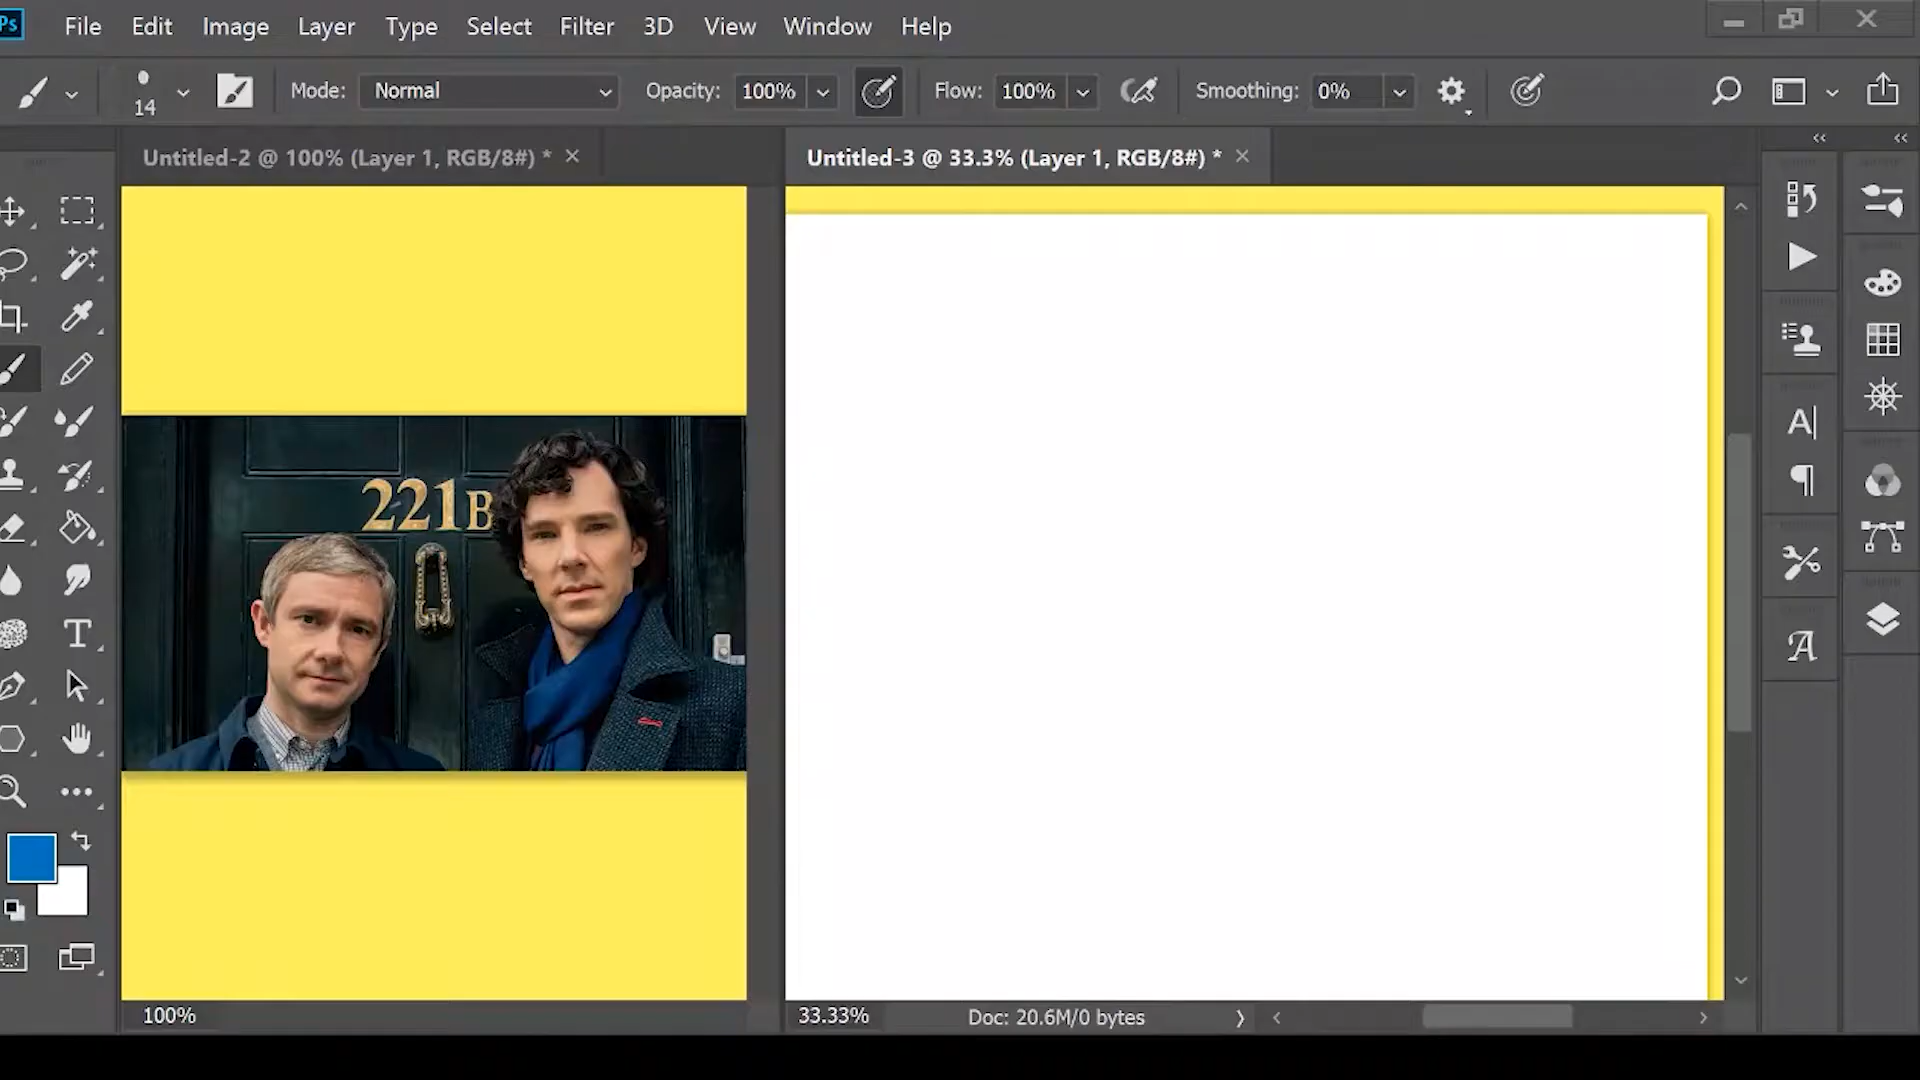 Ps
File Edit Image Layer Type Select Filter 3D View Window Help
14 Mode: Normal Opacity: 100% Flow: 100% Smoothing: 0%
Untitled-2 @ 100% (Layer 1, RGB/8#) * Untitled-3 @ 33.3% (Layer 1, RGB/8#) *
221B
100% 33.33% Doc: 20.6M/0 bytes